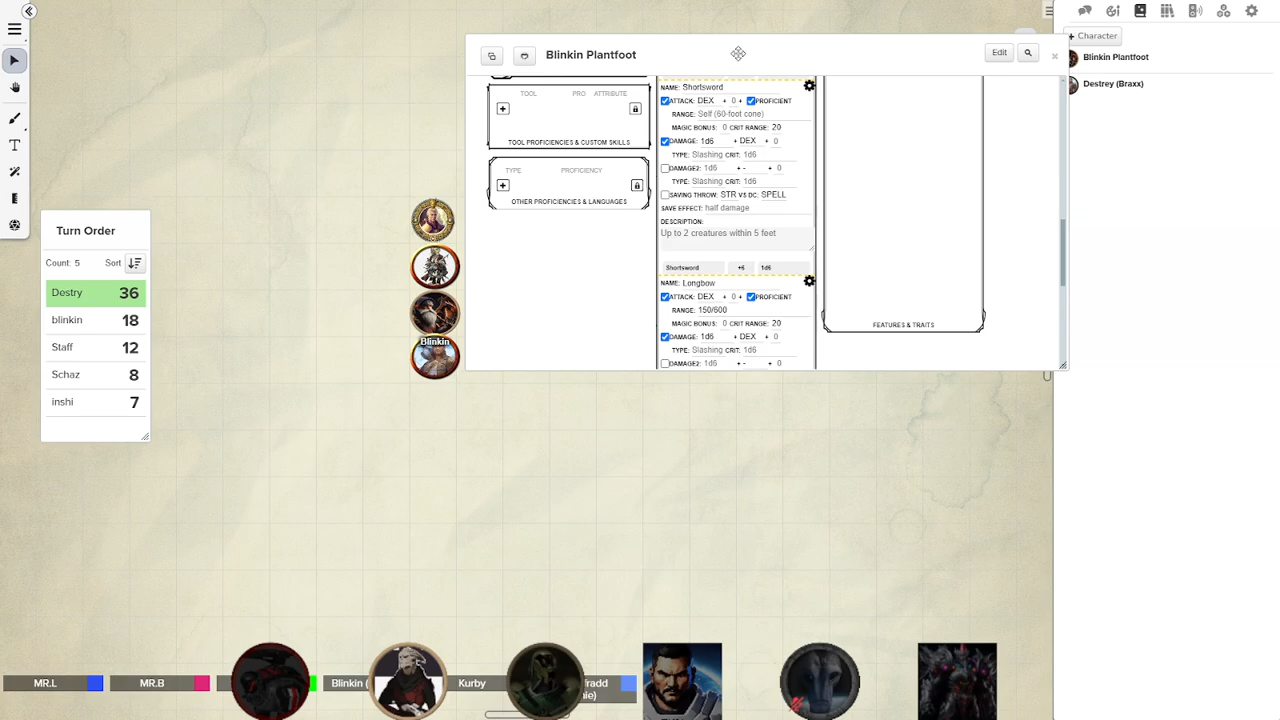 + Character
Blinkin Plantfoot
Destrey (Braxx)
Blinkin Plantfoot
Edit
TOOL PRO ATTRIBUTE
TOOL PROFICIENCIES & CUSTOM SKILLS
TYPE PROFICIENCY
OTHER PROFICIENCIES & LANGUAGES
NAME: Shortsword
ATTACK: DEX + 0 + PROFICIENT
RANGE: Self (60-foot cone)
MAGIC BONUS: 0 CRIT RANGE: 20
DAMAGE: 1d6 + DEX + 0
TYPE: Slashing CRIT: 1d6
DAMAGE2: 1d6 + - + 0
TYPE: Slashing CRIT: 1d6
SAVING THROW: STR VS DC: SPELL
SAVE EFFECT: half damage
DESCRIPTION:
Up to 2 creatures within 5 feet
Shortsword +6 1d6
NAME: Longbow
ATTACK: DEX + 0 + PROFICIENT
RANGE: 150/600
MAGIC BONUS: 0 CRIT RANGE: 20
DAMAGE: 1d6 + DEX + 0
TYPE: Slashing CRIT: 1d6
DAMAGE2: 1d6 + - + 0
FEATURES & TRAITS
Turn Order
Count: 5 Sort
Destry 36
blinkin 18
Staff 12
Schaz 8
inshi 7
Blinkin
MR.L
MR.B
Blinkin (
Kurby